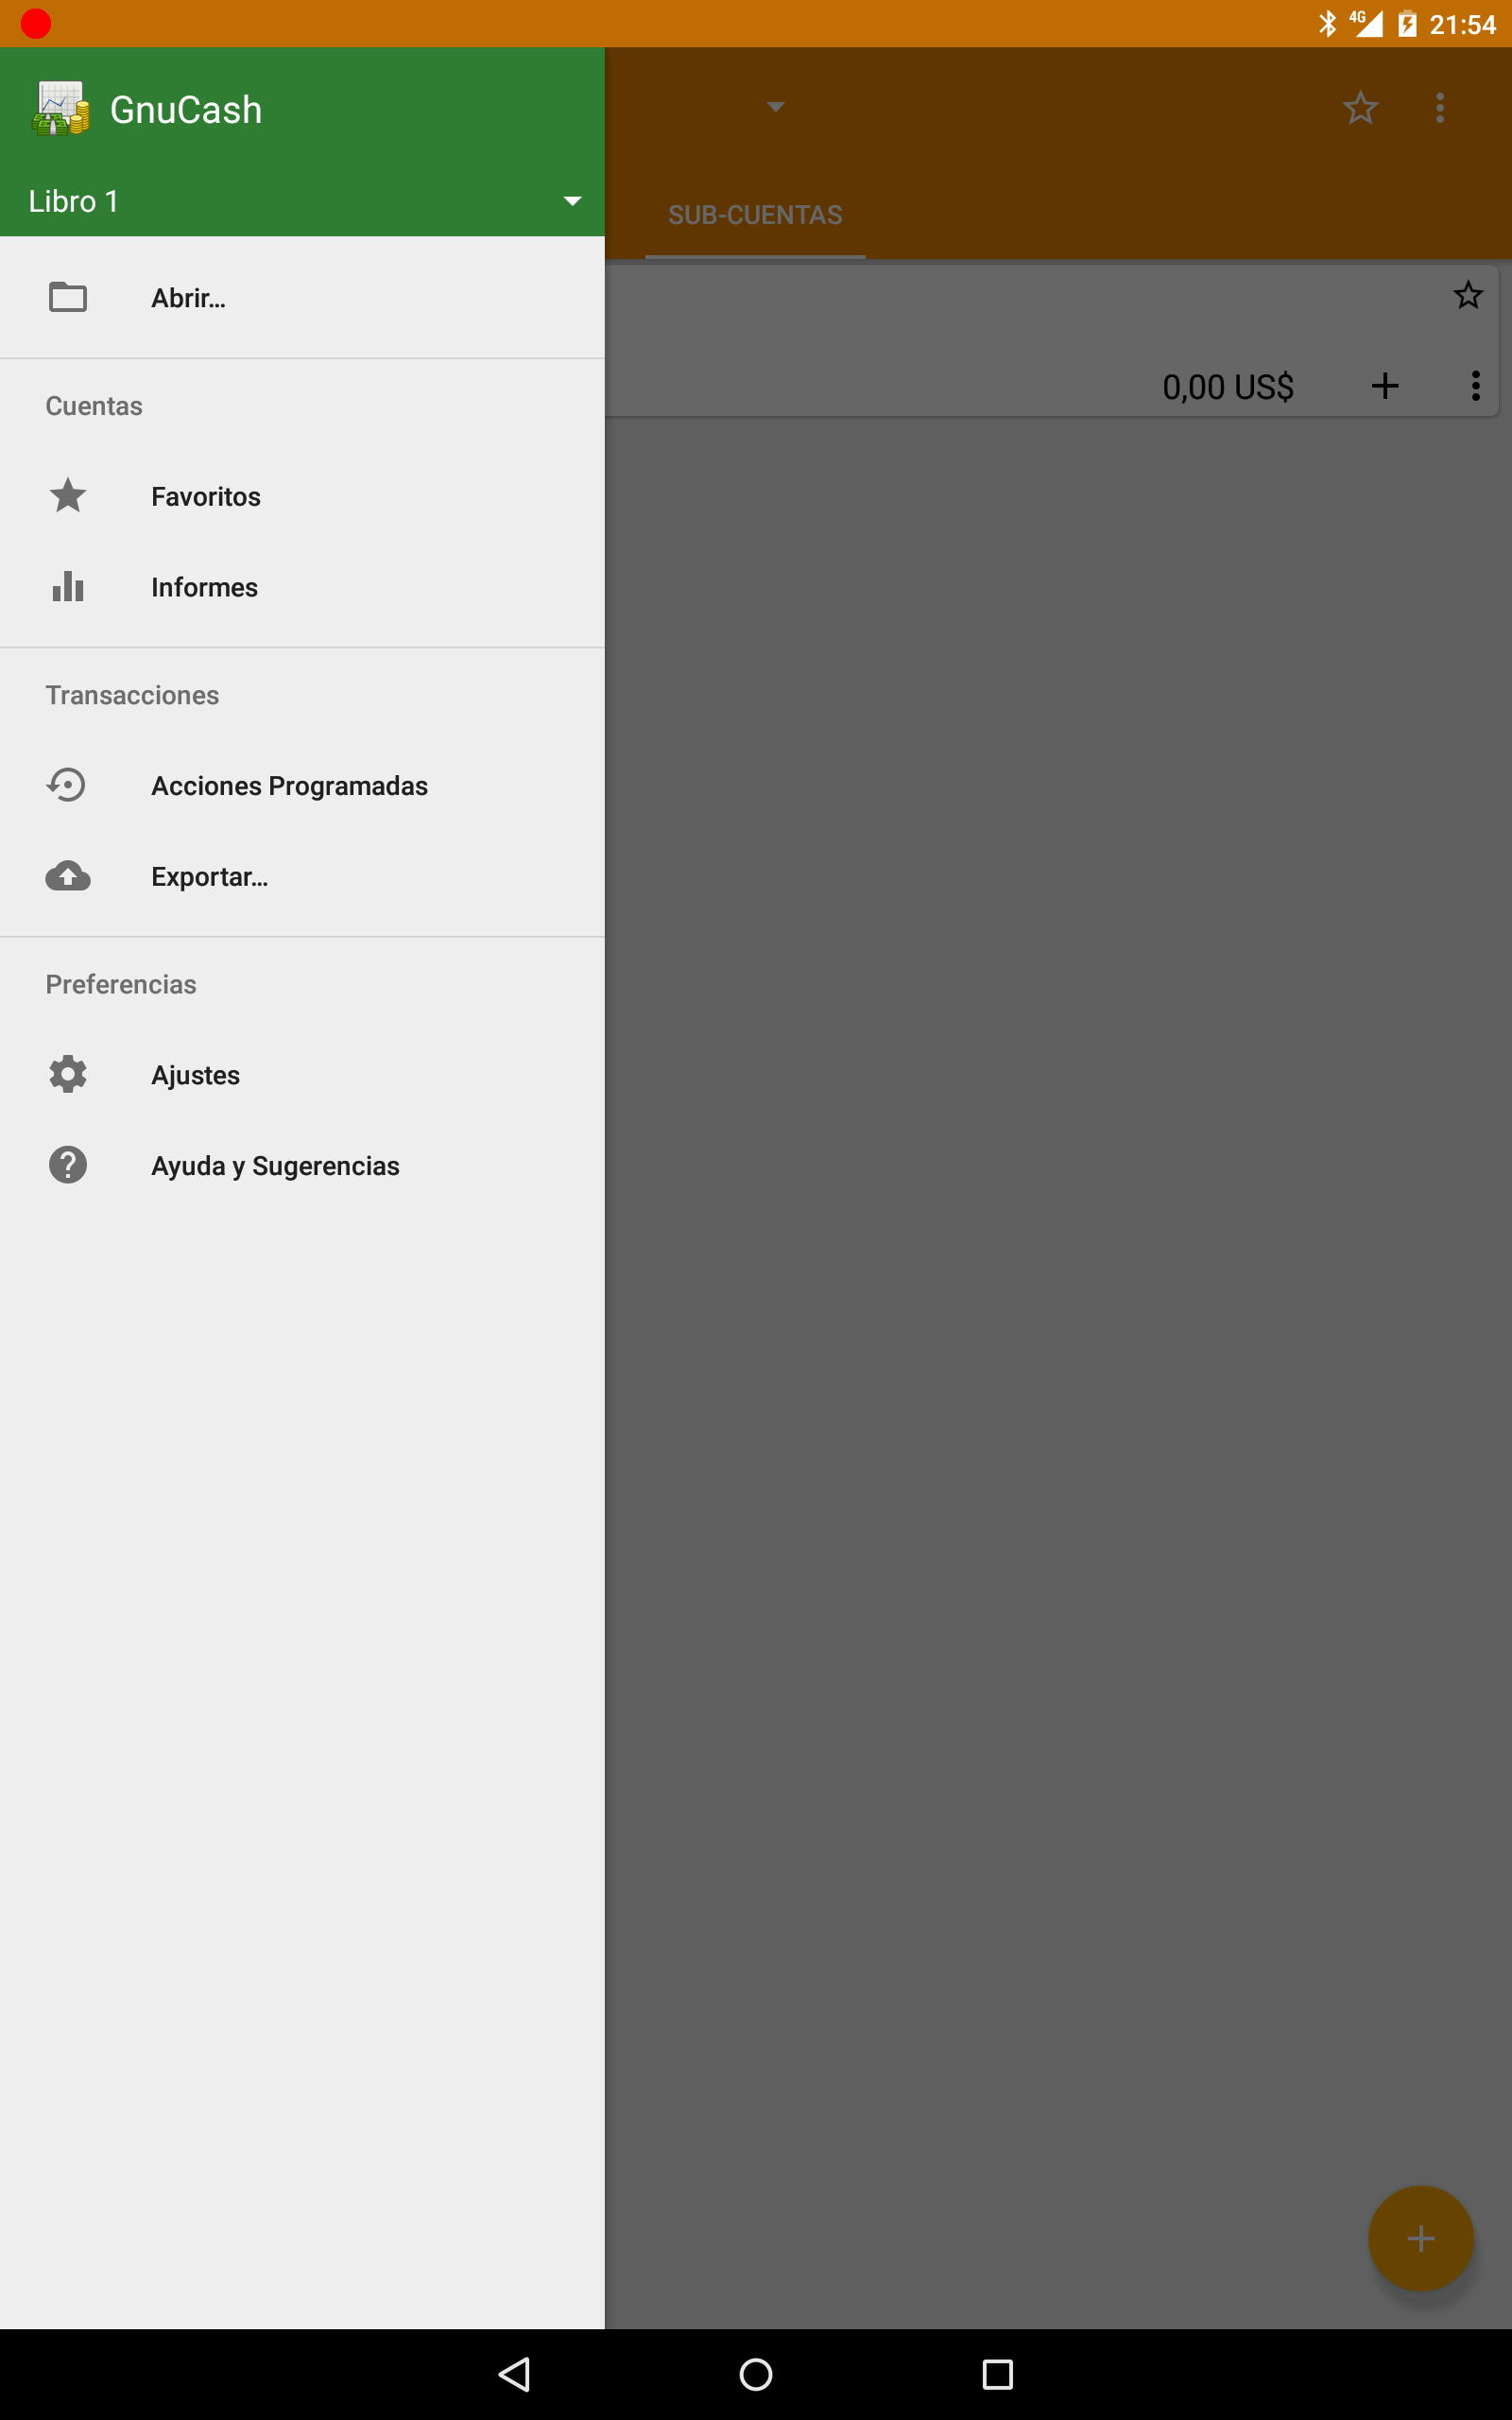 4G 21:54
GnuCash
Libro 1
SUB-CUENTAS
Abrir...
0,00 US$
Cuentas
Favoritos
Informes
Transacciones
Acciones Programadas
Exportar...
Preferencias
Ajustes
Ayuda y Sugerencias